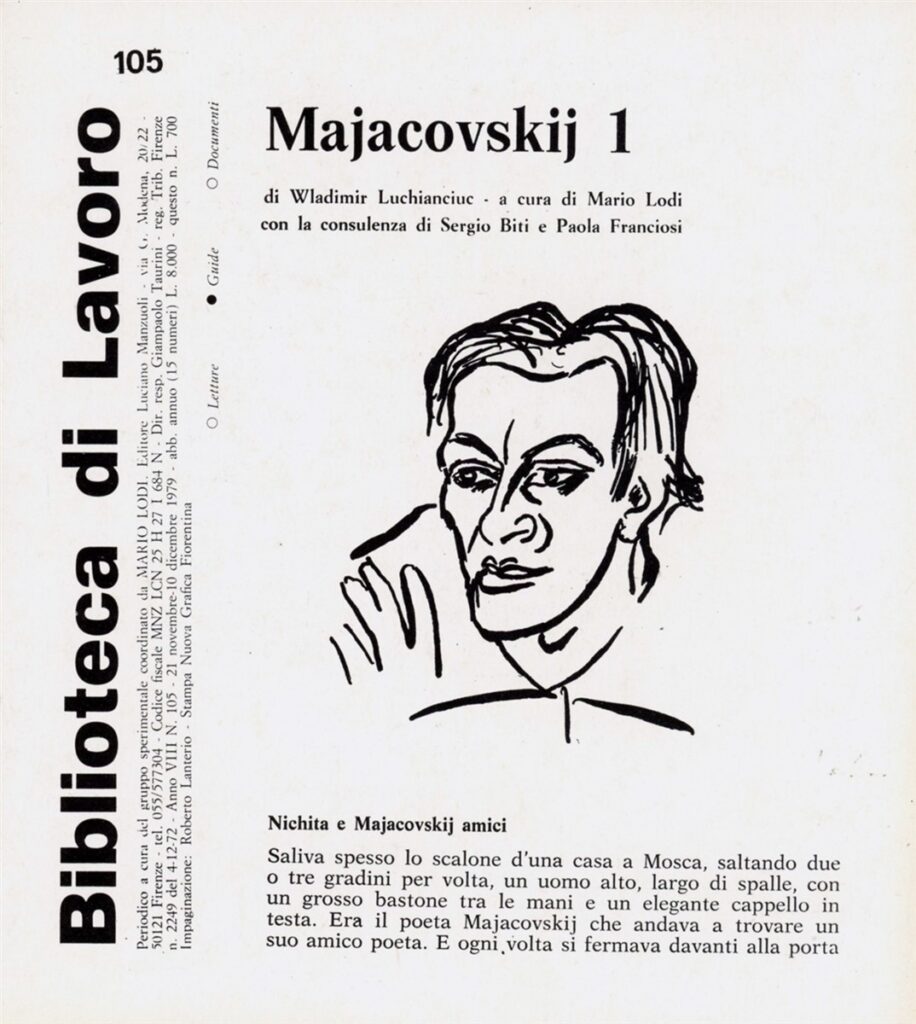 105
Biblioteca di Lavoro
Periodico a cura del gruppo sperimentale coordinato da MARIO LODI. Editore Luciano Manzuoli - via G. Modena, 20/22 -
50121 Firenze - tel. 055/577304 - Codice fiscale MNZ LCN 25 H 27 I 684 N - Dir. resp. Giampaolo Taurini - reg. Trib. Firenze
n. 2249 del 4-12-72 - Anno VIII N. 105 - 21 novembre-10 dicembre 1979 - abb. annuo (15 numeri) L. 8.000 - questo n. L. 700
Impaginazione: Roberto Lanterio - Stampa Nuova Grafica Fiorentina
○ Letture ● Guide ○ Documenti
Majacovskij 1
di Wladimir Luchianciuc - a cura di Mario Lodi
con la consulenza di Sergio Biti e Paola Franciosi
Nichita e Majacovskij amici
Saliva spesso lo scalone d'una casa a Mosca, saltando due
o tre gradini per volta, un uomo alto, largo di spalle, con
un grosso bastone tra le mani e un elegante cappello in
testa. Era il poeta Majacovskij che andava a trovare un
suo amico poeta. E ogni volta si fermava davanti alla porta